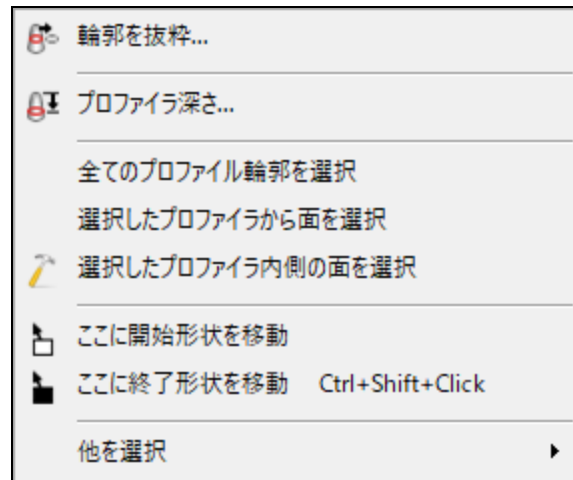 輪郭を抜粋...
プロファイラ深さ...
全てのプロファイル輪郭を選択
選択したプロファイラから面を選択
選択したプロファイラ内側の面を選択
ここに開始形状を移動
ここに終了形状を移動 Ctrl+Shift+Click
他を選択